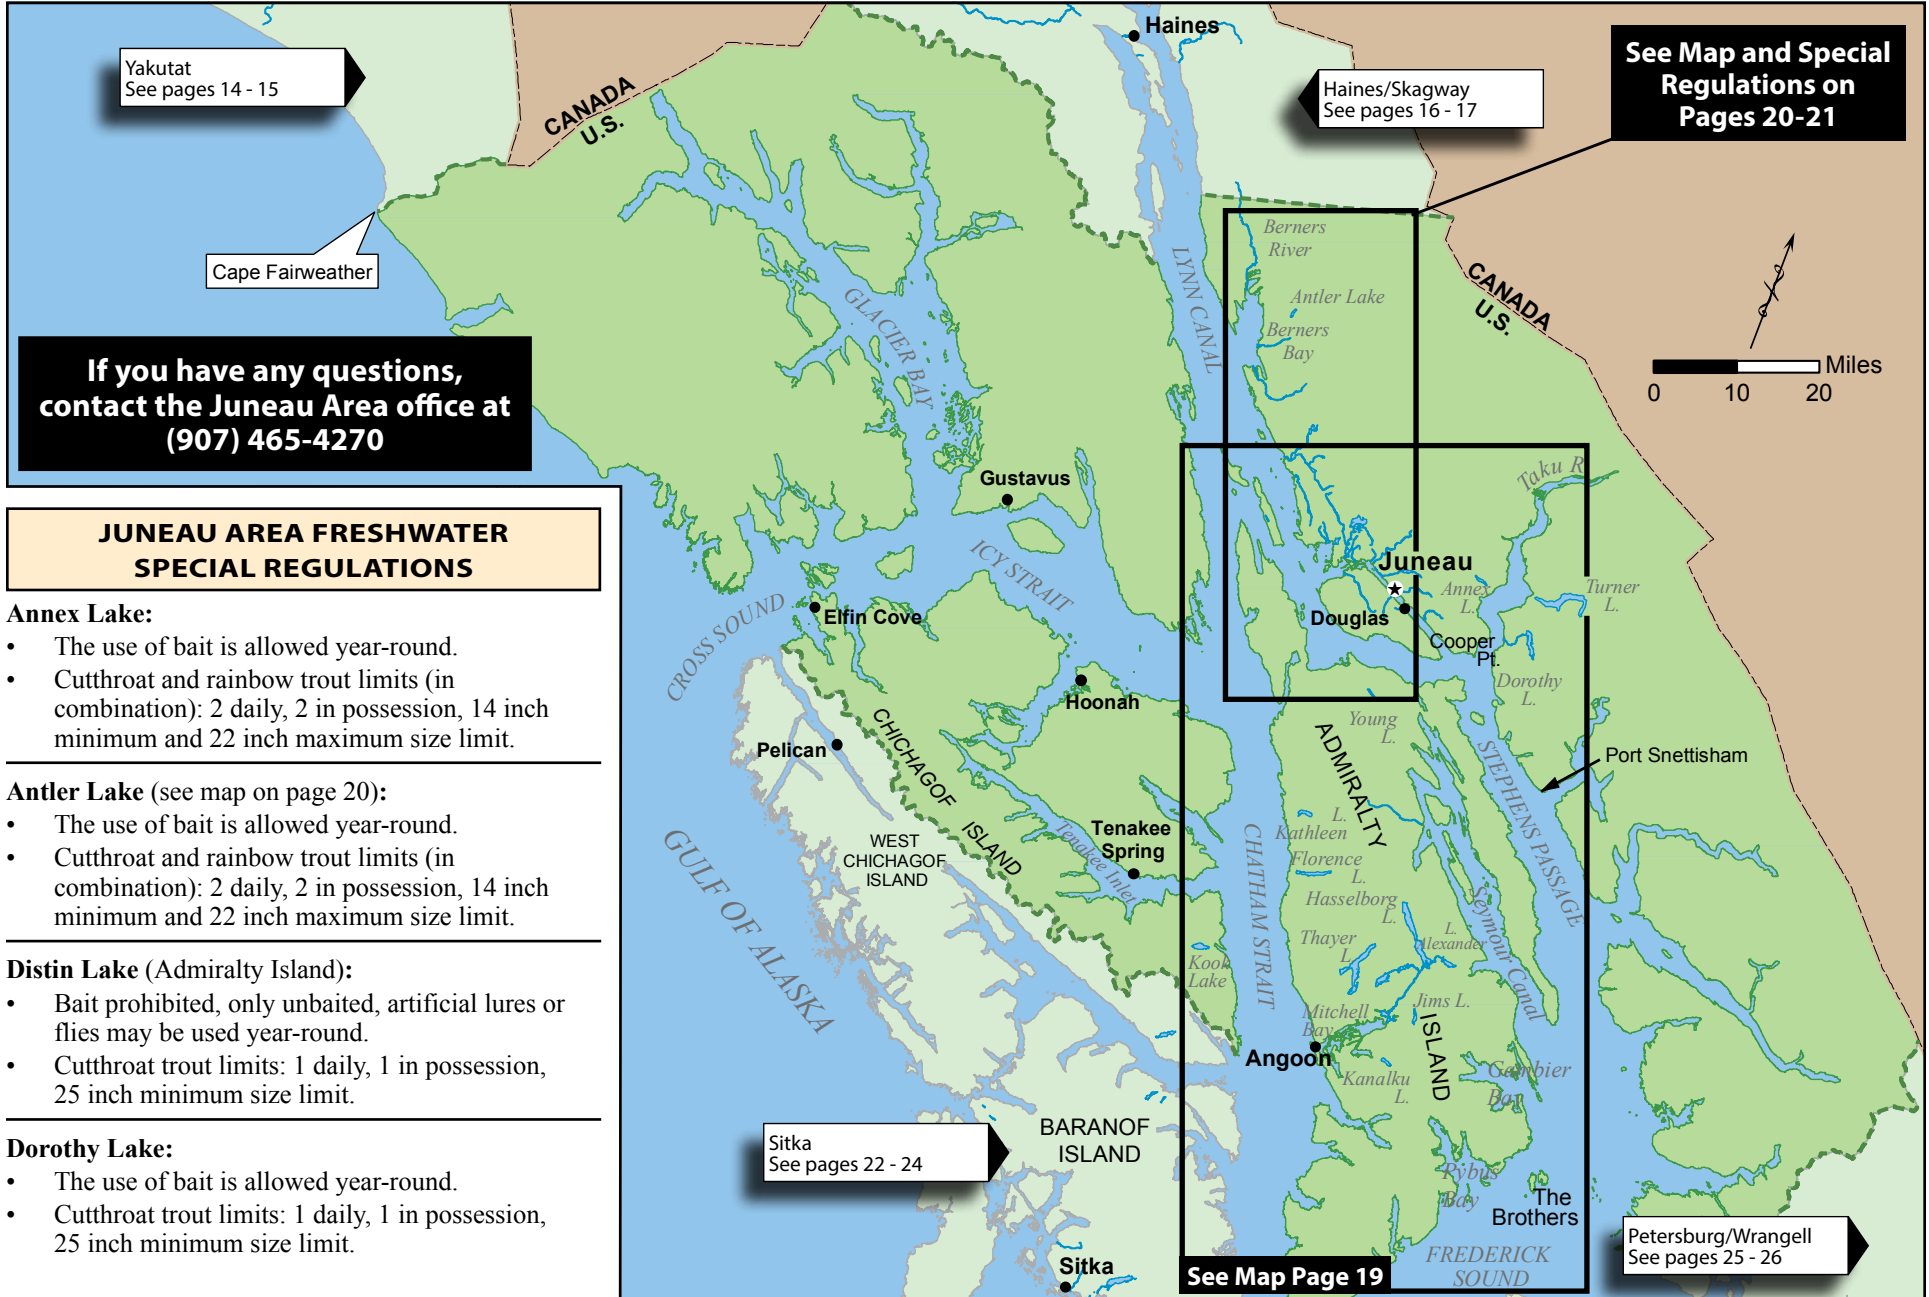 Yakutat
See pages 14 - 15
CANADA
U.S.
Haines
Haines/Skagway
See pages 16 - 17
See Map and Special
Regulations on
Pages 20-21
Cape Fairweather
GLACIER BAY
LYNN CANAL
Berners
River
Antler Lake
Berners
Bay
CANADA
U.S.
Miles
0 10 20
If you have any questions,
contact the Juneau Area office at
(907) 465-4270
Gustavus
Taku R
ICY STRAIT
Juneau
Annex
L.
Turner
L.
Douglas
Cooper
Pt.
Dorothy
L.
CROSS SOUND
Elfin Cove
Hoonah
Pelican
CHICHAGOF
ISLAND
Young
L.
ADMIRALTY
ISLAND
Port Snettisham
STEPHENS PASSAGE
WEST
CHICHAGOF
ISLAND
GULF OF ALASKA
Tenakee
Spring
Tenakee Inlet
CHATHAM STRAIT
L.
Kathleen
Florence
L.
Hasselborg
L.
Thayer
L.
L.
Alexander
Seymour Canal
Kook
Lake
Mitchell
Bay
Jims L.
Angoon
Kanalku
L.
Gambier
Bay
BARANOF
ISLAND
Sitka
See pages 22 - 24
Pybus
Bay
The
Brothers
Sitka
See Map Page 19
FREDERICK
SOUND
Petersburg/Wrangell
See pages 25 - 26
JUNEAU AREA FRESHWATER
SPECIAL REGULATIONS
Annex Lake:
• The use of bait is allowed year-round.
• Cutthroat and rainbow trout limits (in
combination): 2 daily, 2 in possession, 14 inch
minimum and 22 inch maximum size limit.
Antler Lake (see map on page 20):
• The use of bait is allowed year-round.
• Cutthroat and rainbow trout limits (in
combination): 2 daily, 2 in possession, 14 inch
minimum and 22 inch maximum size limit.
Distin Lake (Admiralty Island):
• Bait prohibited, only unbaited, artificial lures or
flies may be used year-round.
• Cutthroat trout limits: 1 daily, 1 in possession,
25 inch minimum size limit.
Dorothy Lake:
• The use of bait is allowed year-round.
• Cutthroat trout limits: 1 daily, 1 in possession,
25 inch minimum size limit.